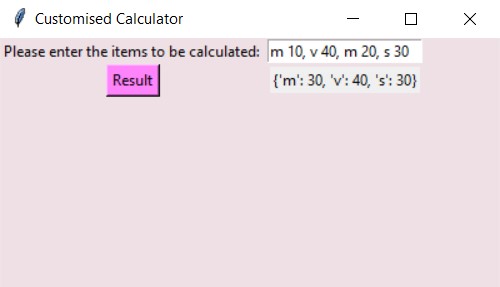 Customised Calculator
Please enter the items to be calculated: m 10, v 40, m 20, s 30
Result {'m': 30, 'v': 40, 's': 30}